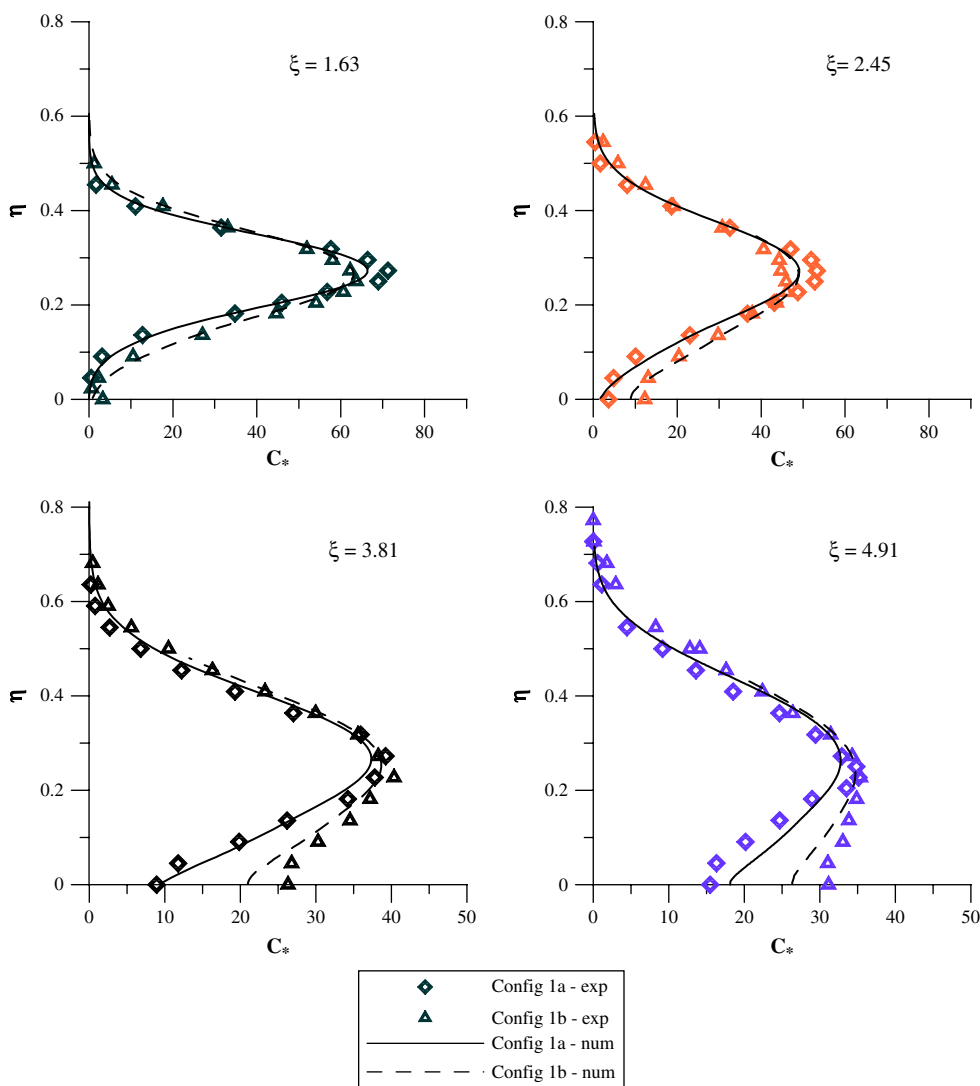 0.8
ξ = 1.63
0.6
η
0.4
0.2
0
0 20 40 60 80
C*
0.8
ξ= 2.45
0.6
η
0.4
0.2
0
0 20 40 60 80
C*
0.8
ξ = 3.81
0.6
η
0.4
0.2
0
0 10 20 30 40 50
C*
0.8
ξ = 4.91
0.6
η
0.4
0.2
0
0 10 20 30 40 50
C*
Config 1a - exp
Config 1b - exp
Config 1a - num
Config 1b - num